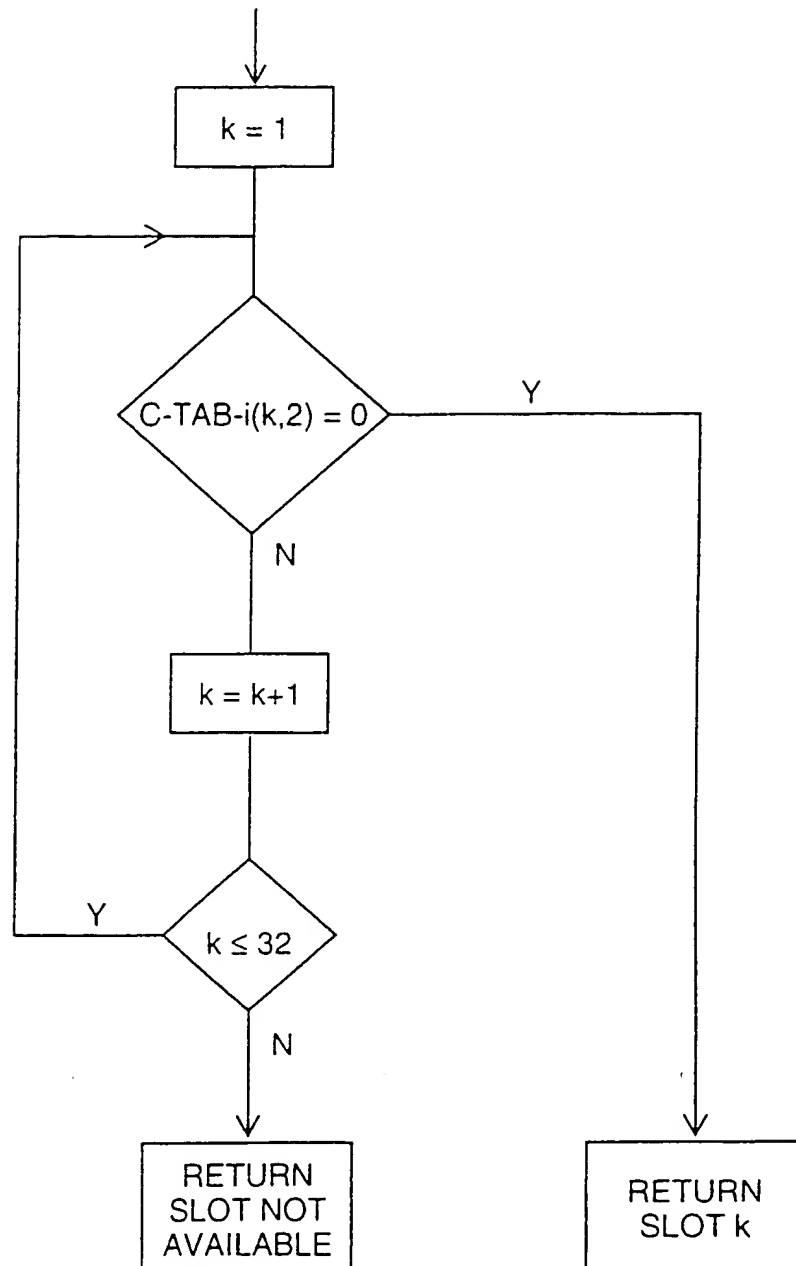 k = 1
C-TAB-i(k,2) = 0
Y
N
k = k+1
Y
k ≤ 32
N
RETURN
SLOT NOT
AVAILABLE
RETURN
SLOT k